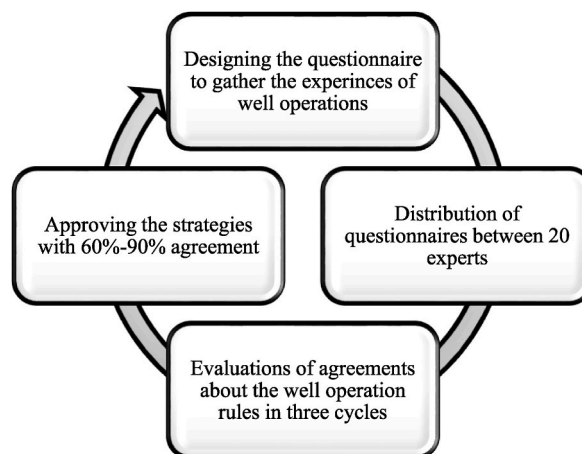 Designing the questionnaire
to gather the experinces of
well operations
Distribution of
questionnaires between 20
experts
Evaluations of agreements
about the well operation
rules in three cycles
Approving the strategies
with 60%-90% agreement